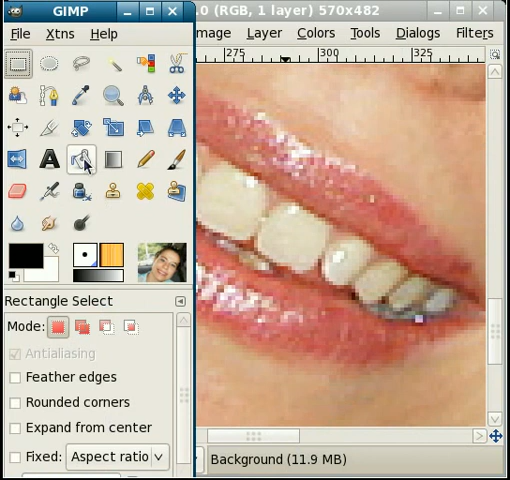 GIMP
.0 (RGB, 1 layer) 570x482
File Xtns Help
mage Layer Colors Tools Dialogs Filters
275 300 325
A
Rectangle Select
Mode:
Antialiasing
Feather edges
Rounded corners
Expand from center
Fixed: Aspect ratio
Background (11.9 MB)